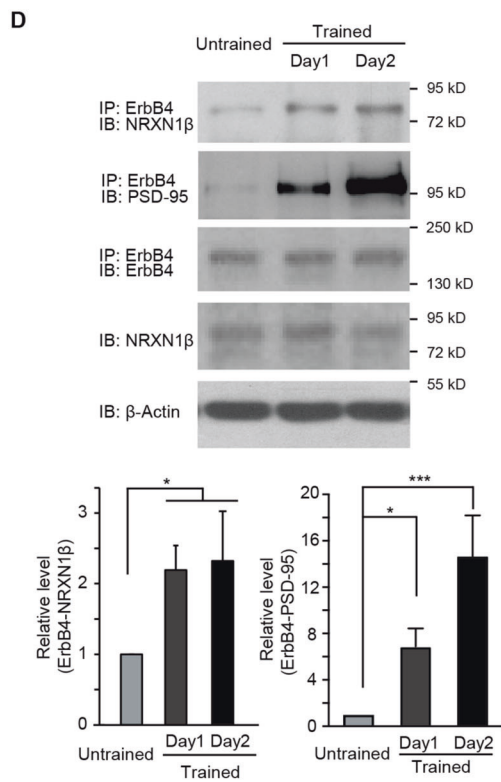 D
Trained
Untrained
Day1 Day2
IP: ErbB4
IB: NRXN1β
95 kD
72 kD
IP: ErbB4
IB: PSD-95
95 kD
IP: ErbB4
IB: ErbB4
250 kD
130 kD
IB: NRXN1β
95 kD
72 kD
IB: β-Actin
55 kD
Relative level
(ErbB4-NRXN1β)
3
2
1
0
*
Untrained
Day1 Day2
Trained
Relative level
(ErbB4-PSD-95)
20
16
12
8
4
0
***
*
Untrained
Day1 Day2
Trained